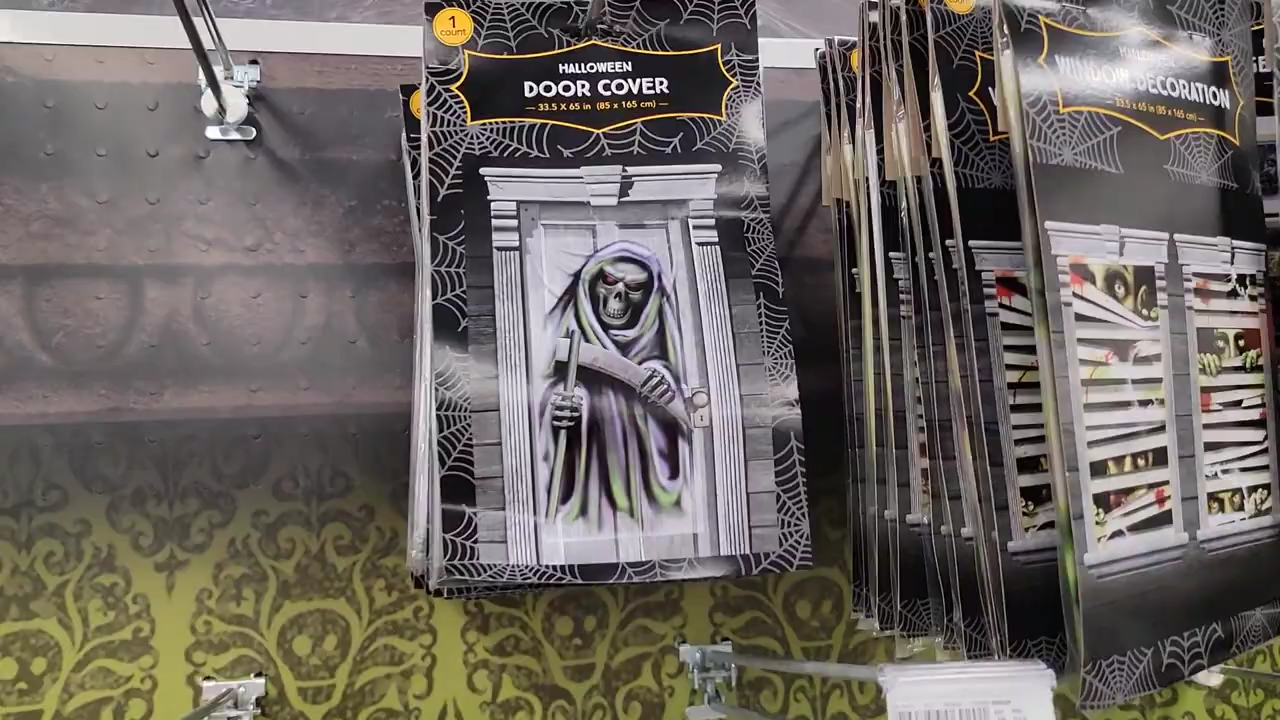 1
count
HALLOWEEN
DOOR COVER
— 33.5 X 65 in (85 x 165 cm) —
HALLOWEEN
WINDOW DECORATION
— 33.5 x 65 in (85 x 165 cm) —